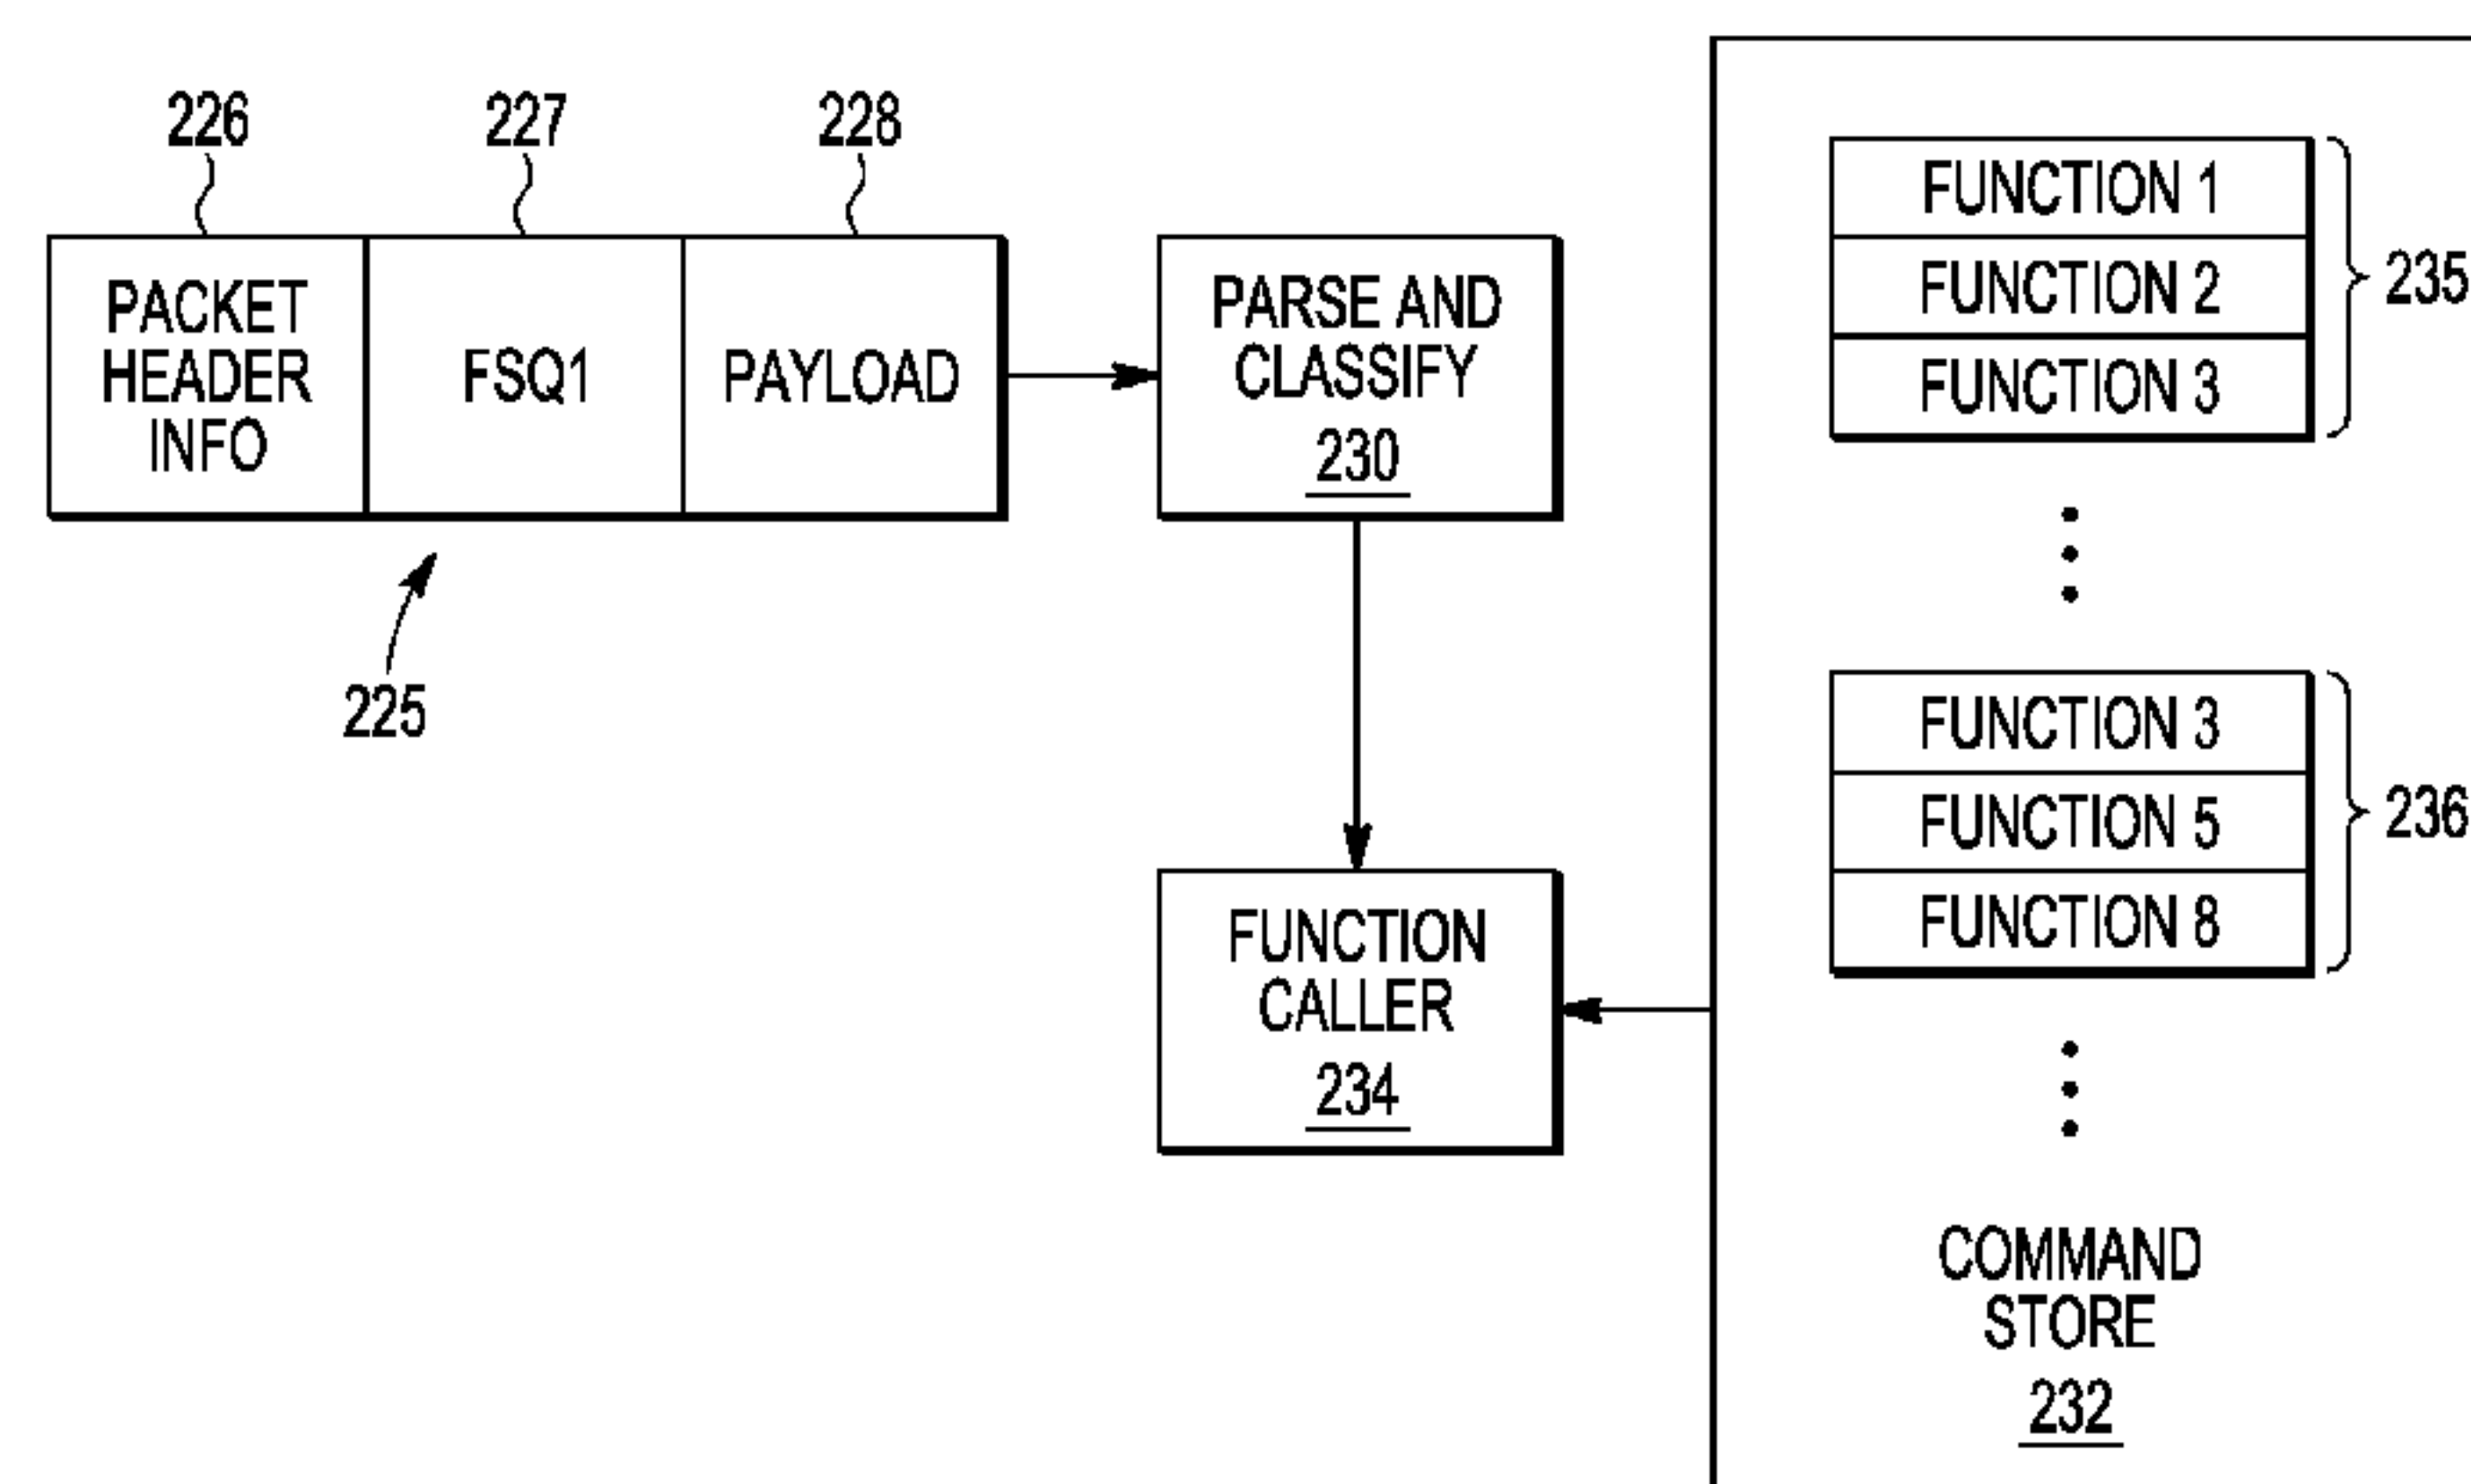 226
227
228
PACKET
HEADER
INFO
FSQ1
PAYLOAD
225
PARSE AND
CLASSIFY
230
FUNCTION
CALLER
234
FUNCTION 1
FUNCTION 2
FUNCTION 3
235
FUNCTION 3
FUNCTION 5
FUNCTION 8
236
COMMAND
STORE
232